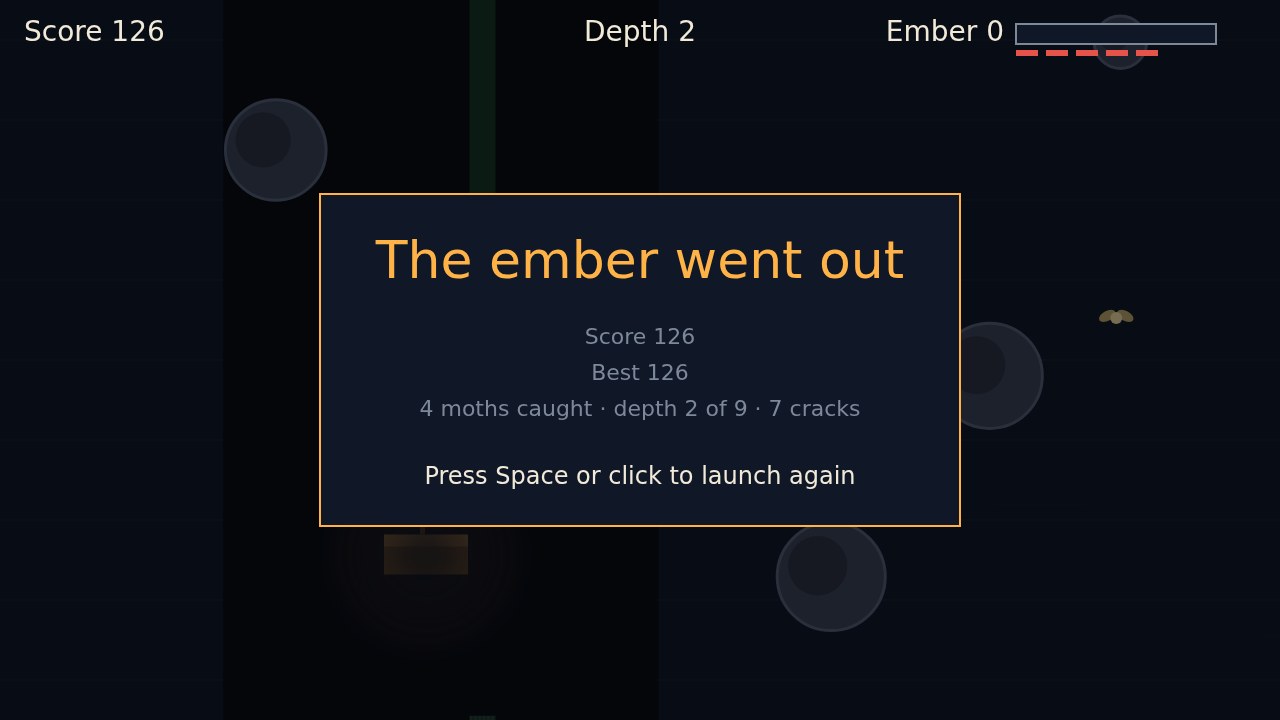 Score 126
Depth 2
Ember 0
The ember went out
Score 126
Best 126
4 moths caught · depth 2 of 9 · 7 cracks
Press Space or click to launch again